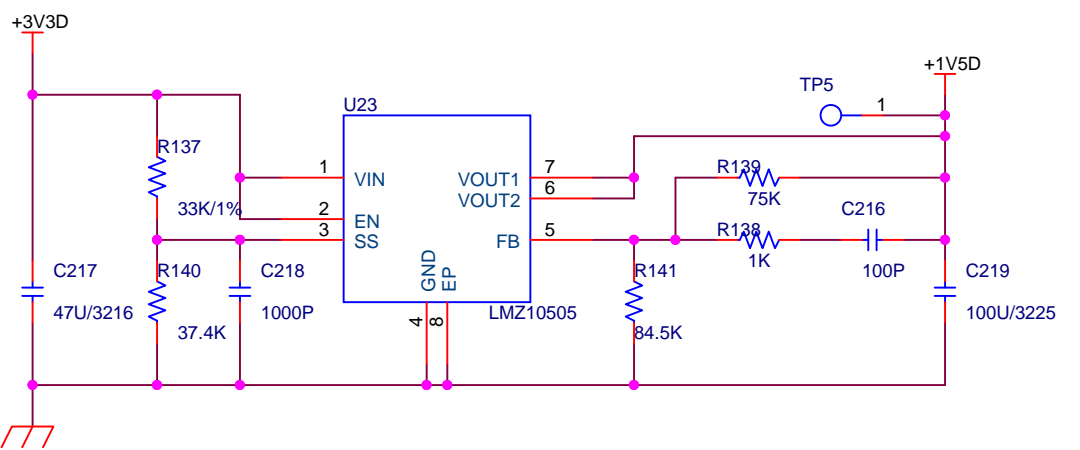 +3V3D
+1V5D
TP5
1
U23
R137
33K/1%
1
VIN
VOUT1
7
R139
75K
VOUT2
6
2
EN
3
SS
FB
5
R138
1K
C216
100P
C217
47U/3216
R140
37.4K
C218
1000P
GND
EP
4
8
LMZ10505
R141
84.5K
C219
100U/3225